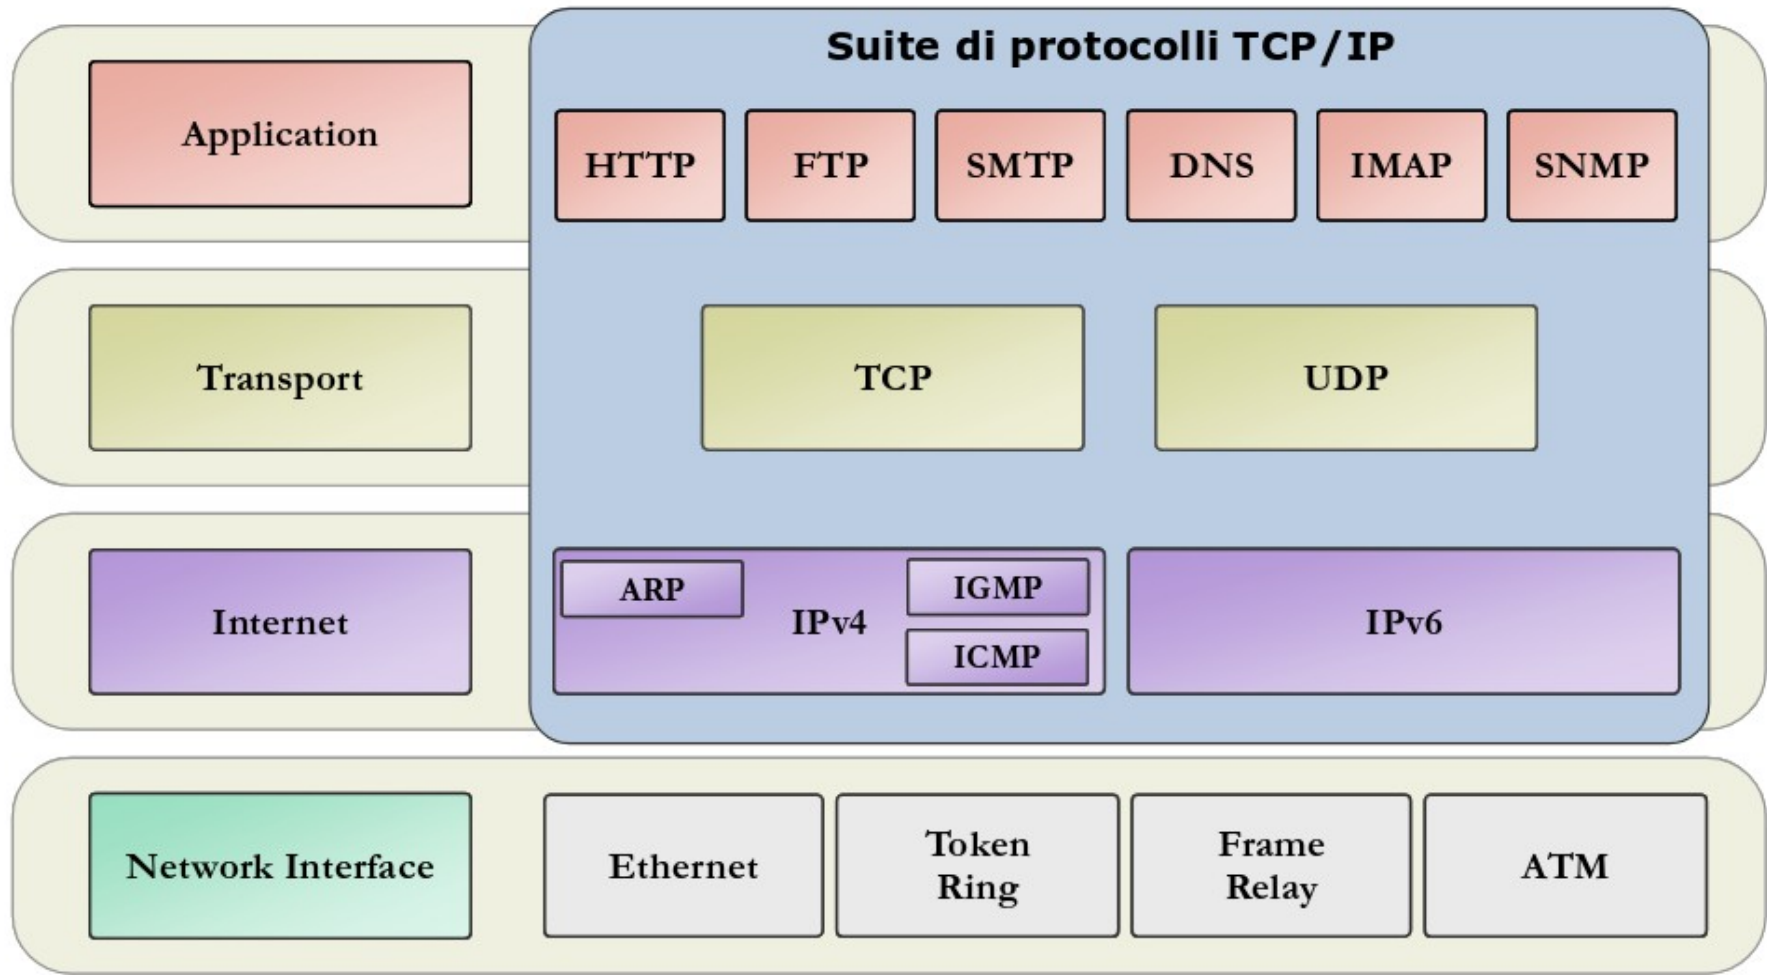 Suite di protocolli TCP/IP
Application
HTTP
FTP
SMTP
DNS
IMAP
SNMP
Transport
TCP
UDP
Internet
ARP
IPv4
IGMP
ICMP
IPv6
Network Interface
Ethernet
Token
Ring
Frame
Relay
ATM